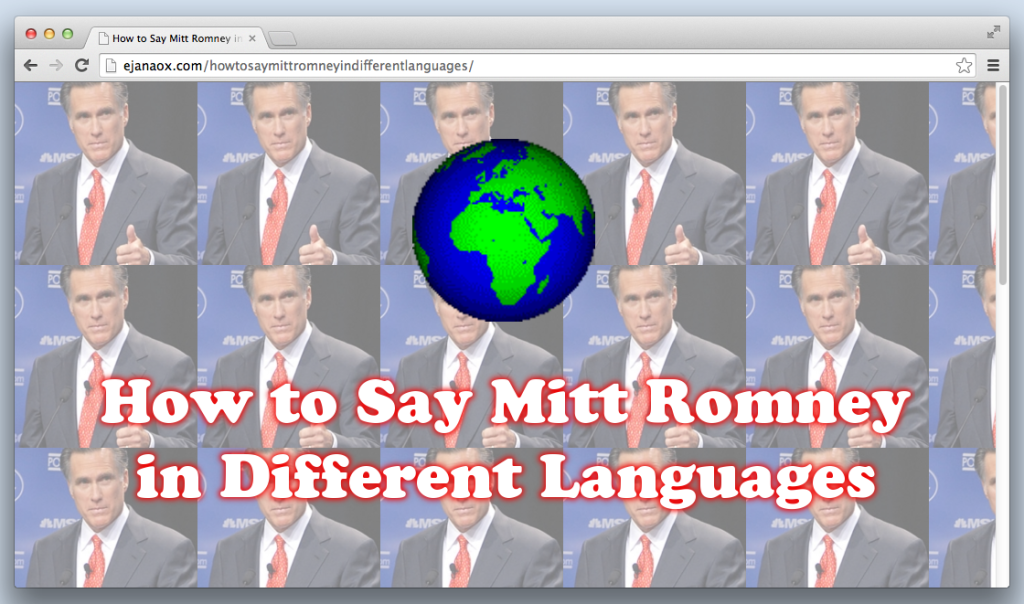 How to Say Mitt Romney in
ejanaox.com/howtosaymittromneyindifferentlanguages/
How to Say Mitt Romney
in Different Languages